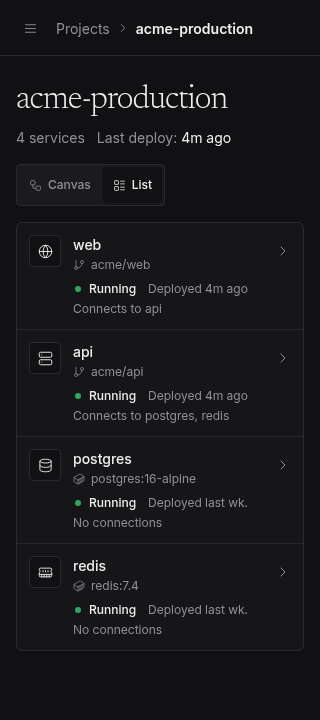 Projects acme-production
acme-production
4 services Last deploy: 4m ago
Canvas List
web
acme/web
Running Deployed 4m ago
Connects to api
api
acme/api
Running Deployed 4m ago
Connects to postgres, redis
postgres
postgres:16-alpine
Running Deployed last wk.
No connections
redis
redis:7.4
Running Deployed last wk.
No connections